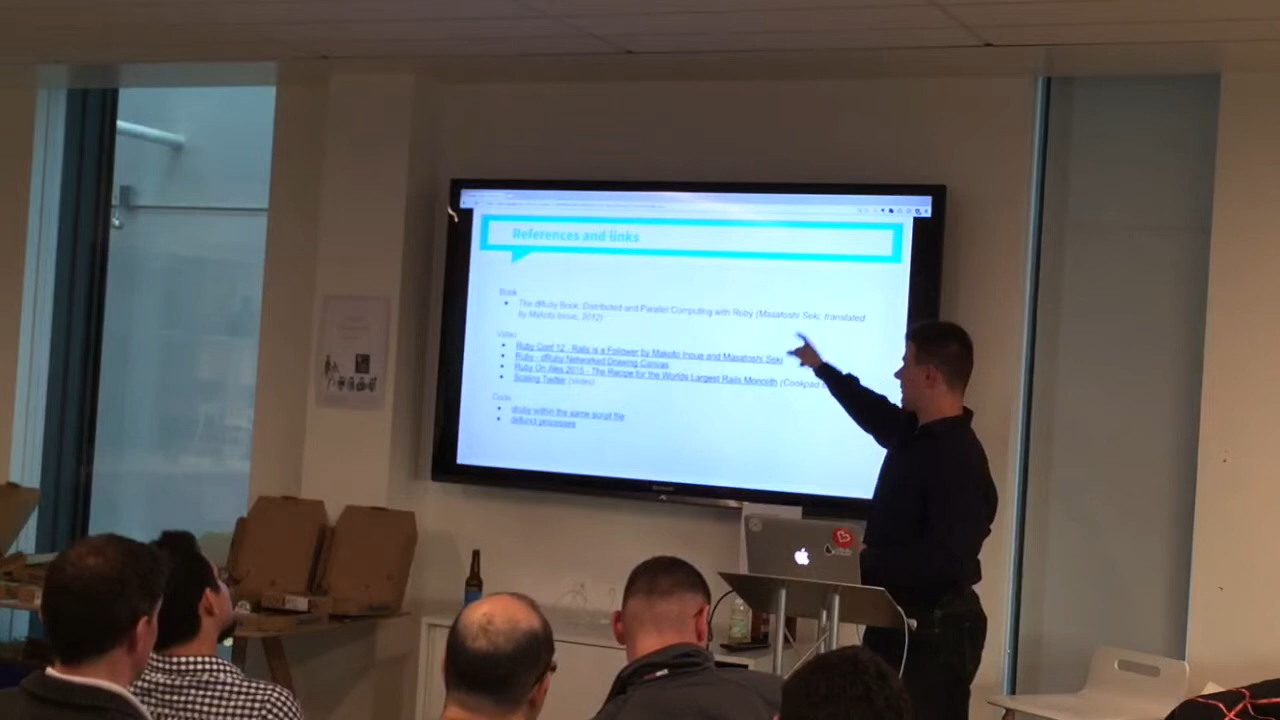 References and links
Book
The dRuby Book: Distributed and Parallel Computing with Ruby (Masatoshi Seki; translated
by Makoto Inoue, 2012)
Video
Ruby Conf 12 - Rails is a Follower by Makoto Inoue and Masatoshi Seki
Ruby - dRuby Networked Drawing Canvas
Ruby On Ales 2015 - The Recipe for the Worlds Largest Rails Monolith (Cookpad
Scaling Twitter (slides)
Code
druby within the same script file
defunct processes